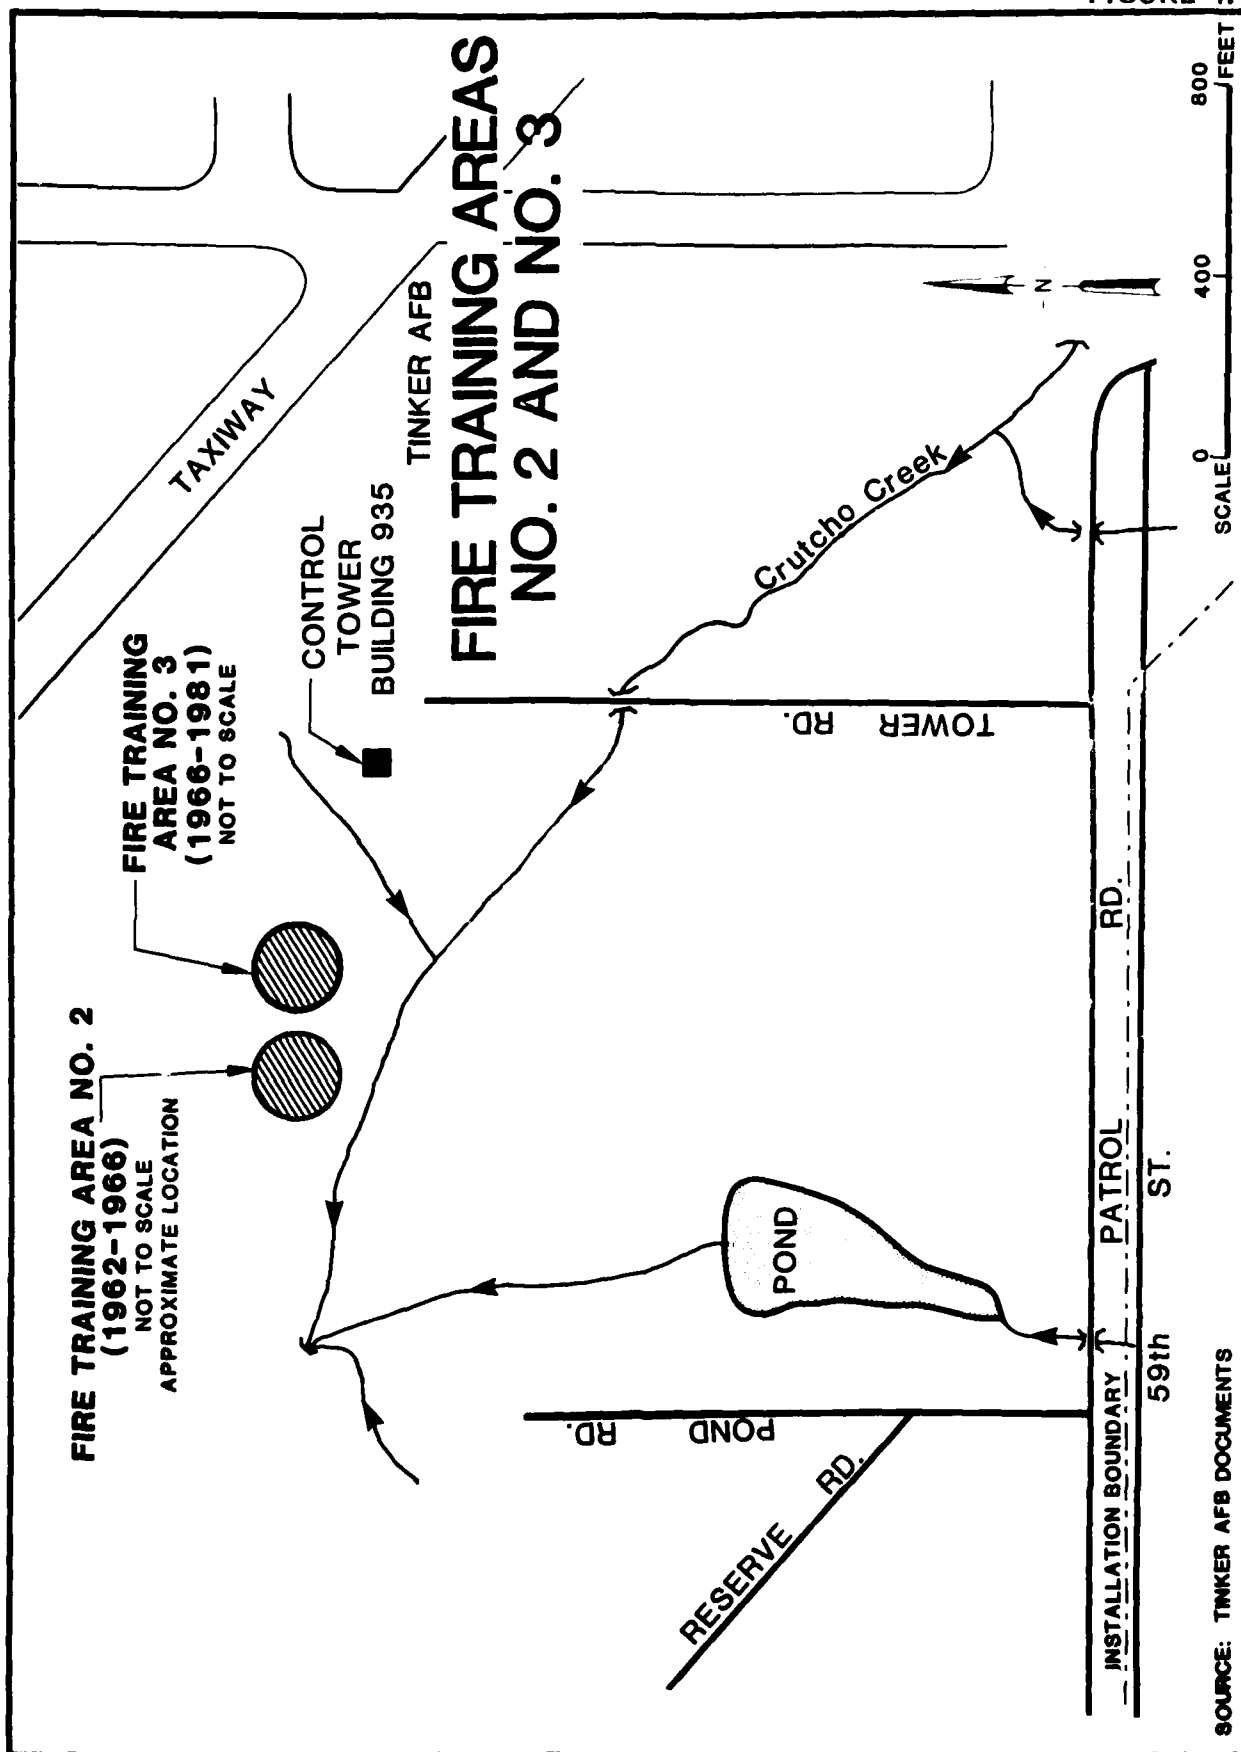 TINKER AFB
FIRE TRAINING AREAS
NO. 2 AND NO. 3
FIRE TRAINING AREA NO. 2
(1962-1966)
NOT TO SCALE
APPROXIMATE LOCATION
FIRE TRAINING
AREA NO. 3
(1966-1981)
NOT TO SCALE
TAXIWAY
CONTROL
TOWER
BUILDING 935
Crutcho Creek
TOWER RD.
POND
POND RD.
RESERVE RD.
PATROL RD.
INSTALLATION BOUNDARY
59th ST.
N
SCALE 0 400 800 FEET
SOURCE: TINKER AFB DOCUMENTS